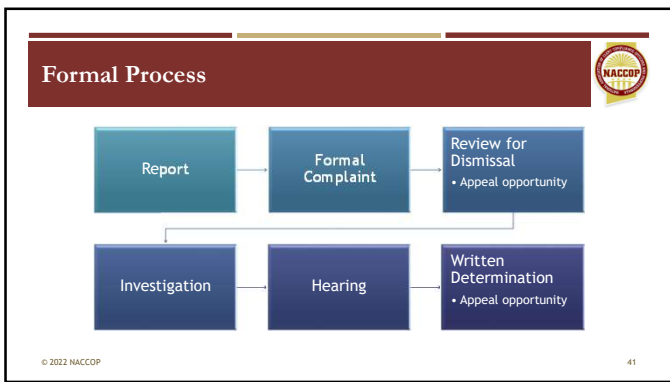 Formal Process
NACCOP
Report
Formal
Complaint
Review for
Dismissal
• Appeal opportunity
Investigation
Hearing
Written
Determination
• Appeal opportunity
© 2022 NACCOP
41